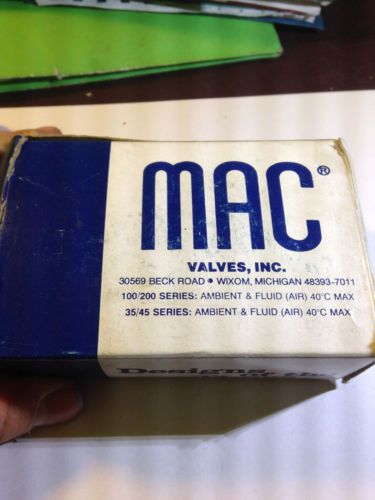 MAC®
VALVES, INC.
30569 BECK ROAD • WIXOM, MICHIGAN 48393-7011
100/200 SERIES: AMBIENT & FLUID (AIR) 40°C MAX
35/45 SERIES: AMBIENT & FLUID (AIR) 40°C MAX
Designs